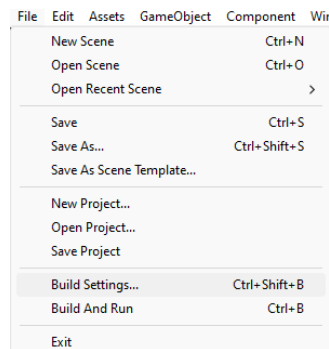 File Edit Assets GameObject Component Win
New Scene Ctrl+N
Open Scene Ctrl+O
Open Recent Scene >
Save Ctrl+S
Save As... Ctrl+Shift+S
Save As Scene Template...
New Project...
Open Project...
Save Project
Build Settings... Ctrl+Shift+B
Build And Run Ctrl+B
Exit